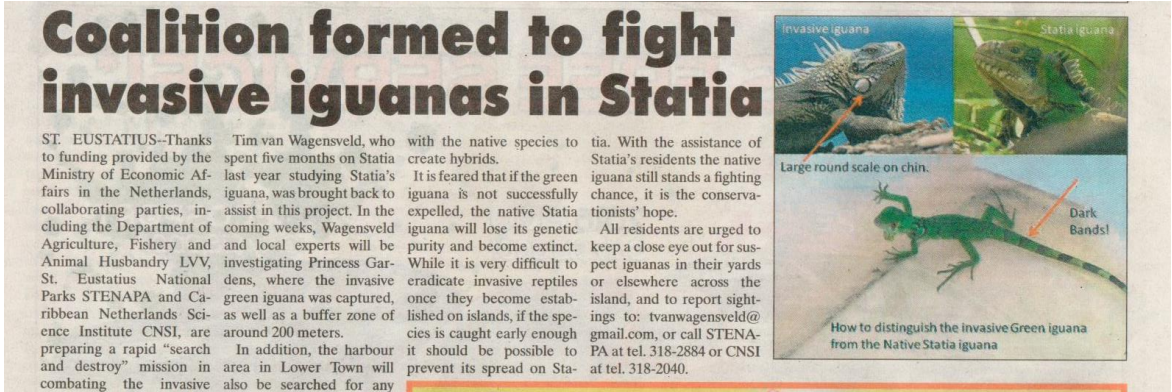 Coalition formed to fight
invasive iguanas in Statia
ST. EUSTATIUS--Thanks
to funding provided by the
Ministry of Economic Af-
fairs in the Netherlands,
collaborating parties, in-
cluding the Department of
Agriculture, Fishery and
Animal Husbandry LVV,
St. Eustatius National
Parks STENAPA and Ca-
ribbean Netherlands Sci-
ence Institute CNSI, are
preparing a rapid “search
and destroy” mission in
combating the invasive
Tim van Wagensveld, who
spent five months on Statia
last year studying Statia's
iguana, was brought back to
assist in this project. In the
coming weeks, Wagensveld
and local experts will be
investigating Princess Gar-
dens, where the invasive
green iguana was captured,
as well as a buffer zone of
around 200 meters.
In addition, the harbour
area in Lower Town will
also be searched for any
with the native species to
create hybrids.
It is feared that if the green
iguana is not successfully
expelled, the native Statia
iguana will lose its genetic
purity and become extinct.
While it is very difficult to
eradicate invasive reptiles
once they become estab-
lished on islands, if the spe-
cies is caught early enough
it should be possible to
prevent its spread on Sta-
tia. With the assistance of
Statia's residents the native
iguana still stands a fighting
chance, it is the conserva-
tionists' hope.
All residents are urged to
keep a close eye out for sus-
pect iguanas in their yards
or elsewhere across the
island, and to report sight-
ings to: tvanwagensveld@
gmail.com, or call STENA-
PA at tel. 318-2884 or CNSI
at tel. 318-2040.
Invasive iguana
Statia iguana
Large round scale on chin.
Dark
Bands!
How to distinguish the invasive Green iguana
from the Native Statia iguana